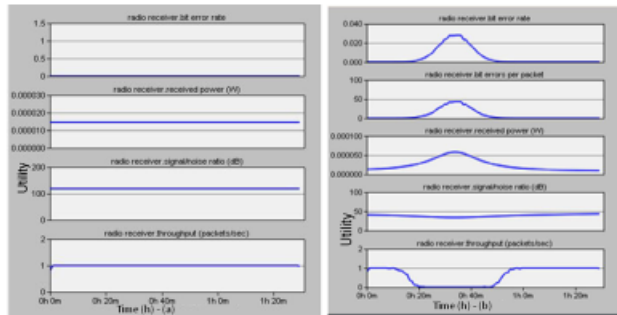 radio receiver.bit error rate
1.5
1.0
0.5
0.0
radio receiver.received power (W)
0.000030
0.000020
0.000010
0.000000
radio receiver.signal/noise ratio (dB)
200
100
0
radio receiver.throughput (packets/sec)
2
1
0
Utility
0h 0m
0h 20m
0h 40m
1h 0m
1h 20m
Time (h) - (a)
radio receiver.bit error rate
0.040
0.020
0.000
radio receiver.bit errors per packet
100
50
0
radio receiver.received power (W)
0.000100
0.000050
0.000000
radio receiver.signal/noise ratio (dB)
100
50
0
radio receiver.throughput (packets/sec)
2
1
0
Utility
0h 0m
0h 20m
0h 40m
1h 0m
1h 20m
Time (h) - (b)